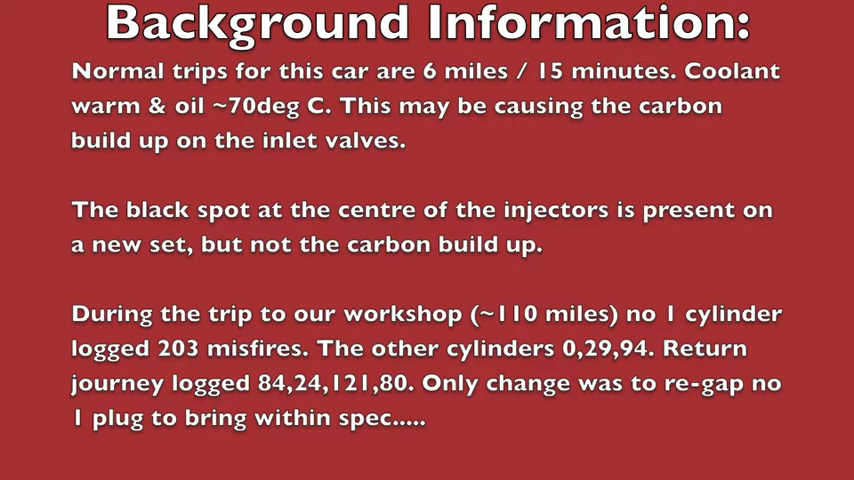 Background Information:
Normal trips for this car are 6 miles / 15 minutes. Coolant
warm & oil ~70deg C. This may be causing the carbon
build up on the inlet valves.
The black spot at the centre of the injectors is present on
a new set, but not the carbon build up.
During the trip to our workshop (~110 miles) no 1 cylinder
logged 203 misfires. The other cylinders 0,29,94. Return
journey logged 84,24,121,80. Only change was to re-gap no
1 plug to bring within spec.....